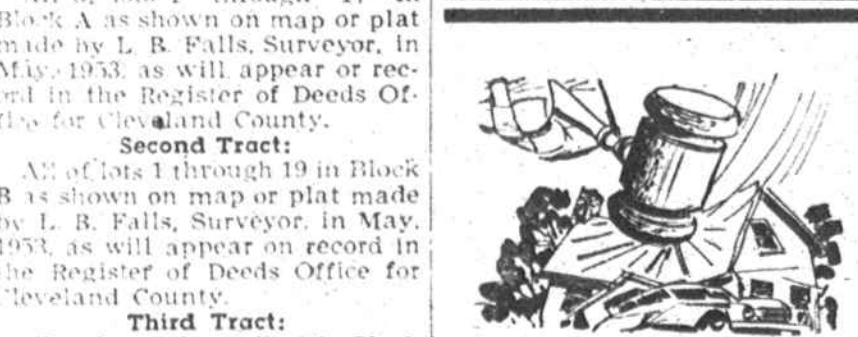 Block A as shown on map or plat
made by L. B. Falls, Surveyor, in
May, 1953, as will appear or rec-
ord in the Register of Deeds Of-
fice for Cleveland County.
Second Tract:
All of lots 1 through 19 in Block
B as shown on map or plat made
by L. B. Falls, Surveyor, in May,
1953, as will appear on record in
the Register of Deeds Office for
Cleveland County.
Third Tract: